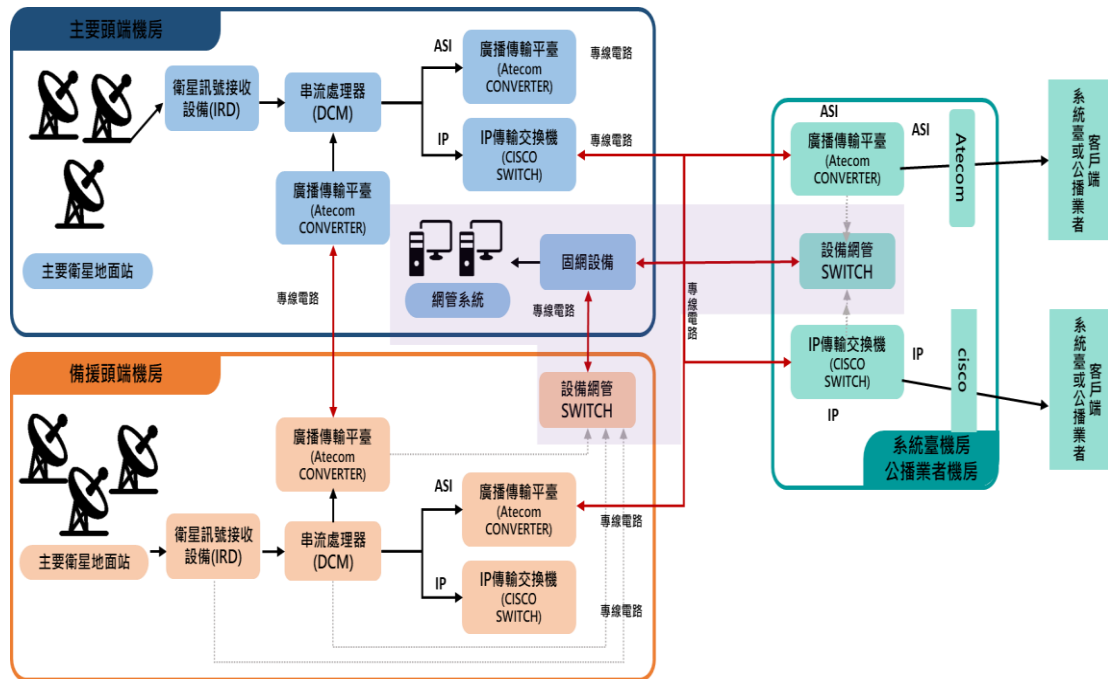 主要頭端機房
衛星訊號接收
設備(IRD)
串流處理器
(DCM)
ASI
廣播傳輸平臺
(Atecom
CONVERTER)
專線電路
IP
IP傳輸交換機
(CISCO
SWITCH)
專線電路
廣播傳輸平臺
(Atecom
CONVERTER)
主要衛星地面站
網管系統
固網設備
專線電路
專線電路
專線電路
備援頭端機房
設備網管
SWITCH
廣播傳輸平臺
(Atecom
CONVERTER)
主要衛星地面站
衛星訊號接收
設備(IRD)
串流處理器
(DCM)
ASI
廣播傳輸平臺
(Atecom
CONVERTER)
專線電路
IP
IP傳輸交換機
(CISCO
SWITCH)
專線電路
ASI
廣播傳輸平臺
(Atecom
CONVERTER)
ASI
Atecom
設備網管
SWITCH
IP傳輸交換機
(CISCO
SWITCH)
IP
IP
cisco
系統臺機房
公播業者機房
客戶端
系統臺或公播業者
客戶端
系統臺或公播業者